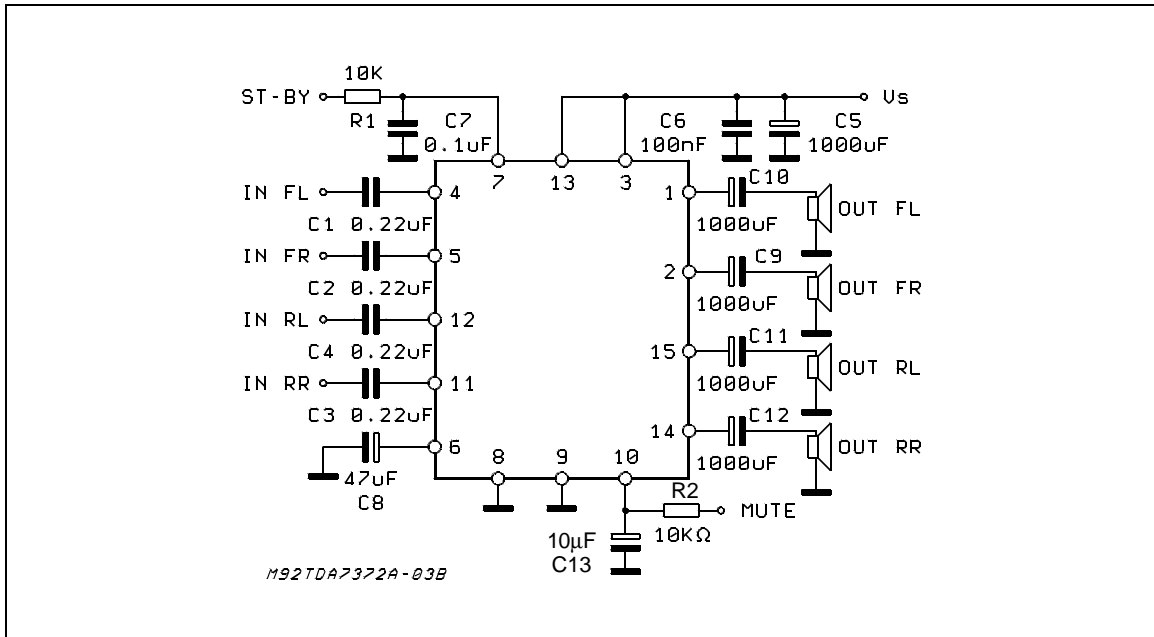 10K
ST-BY
R1
C7
0.1uF
C6
100nF
C5
1000uF
Vs
7
13
3
IN FL
4
C1 0.22uF
IN FR
5
C2 0.22uF
IN RL
12
C4 0.22uF
IN RR
11
C3 0.22uF
6
47uF
C8
8
9
10
1
C10
1000uF
OUT FL
2
C9
1000uF
OUT FR
15
C11
1000uF
OUT RL
14
C12
1000uF
OUT RR
R2
10KΩ
MUTE
10µF
C13
M92TDA7372A-03B